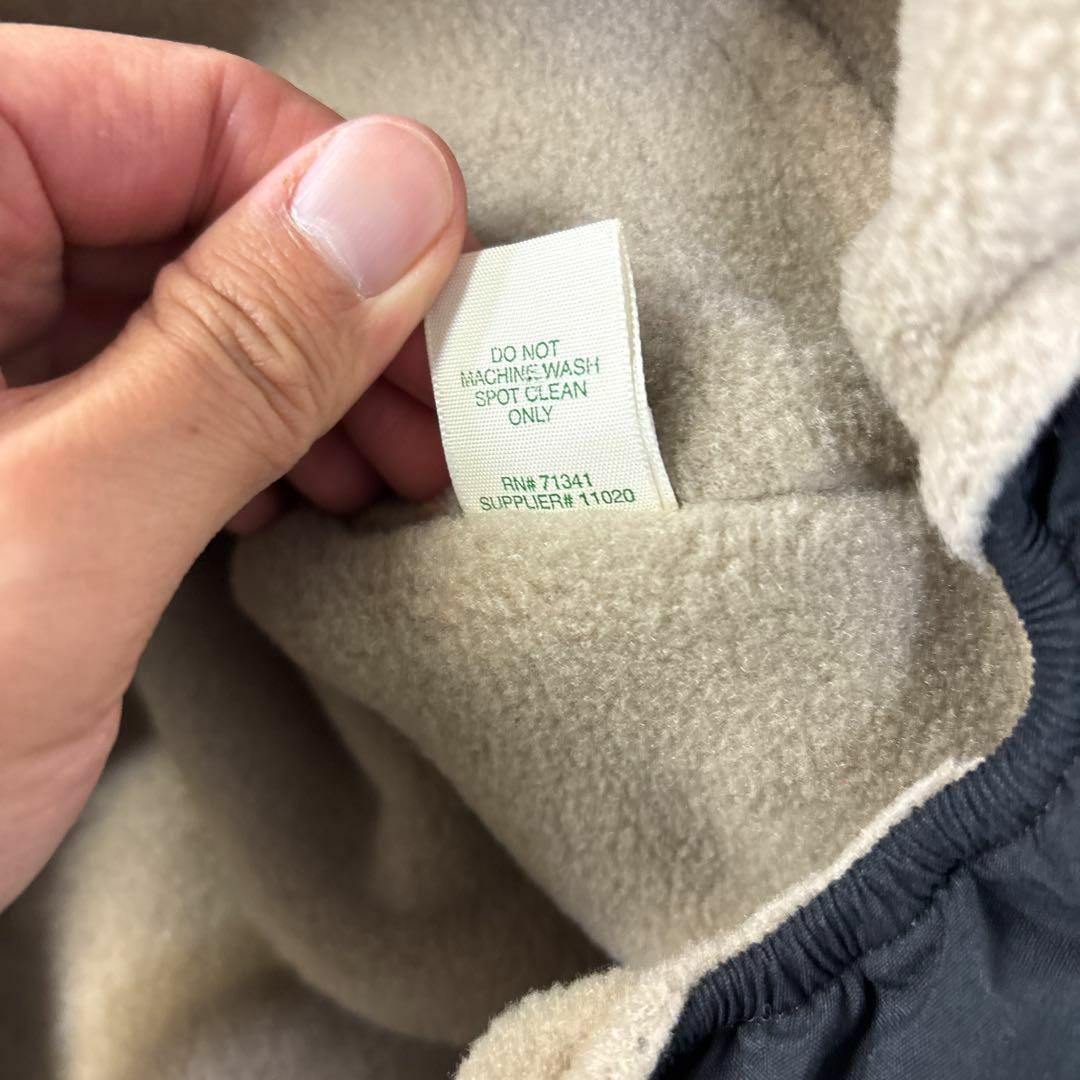 DO NOT
MACHINE WASH
SPOT CLEAN
ONLY
RN# 71341
SUPPLIER# 11020